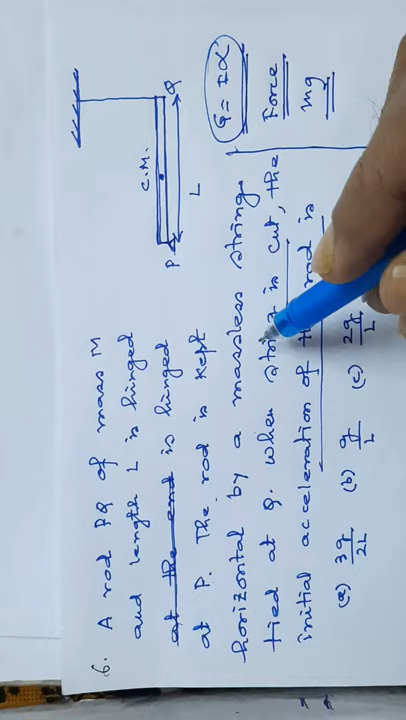 6. A rod PQ of mass M
and length L is hinged
at the end is hinged
at P. The rod is kept
horizontal by a massless string
tied at Q. When string is cut, the
initial acceleration of the rod is
(a) 3g/2L (b) g/L (c) 2g/L
C.M.
P
Q
L
G = Iα
Force
mg